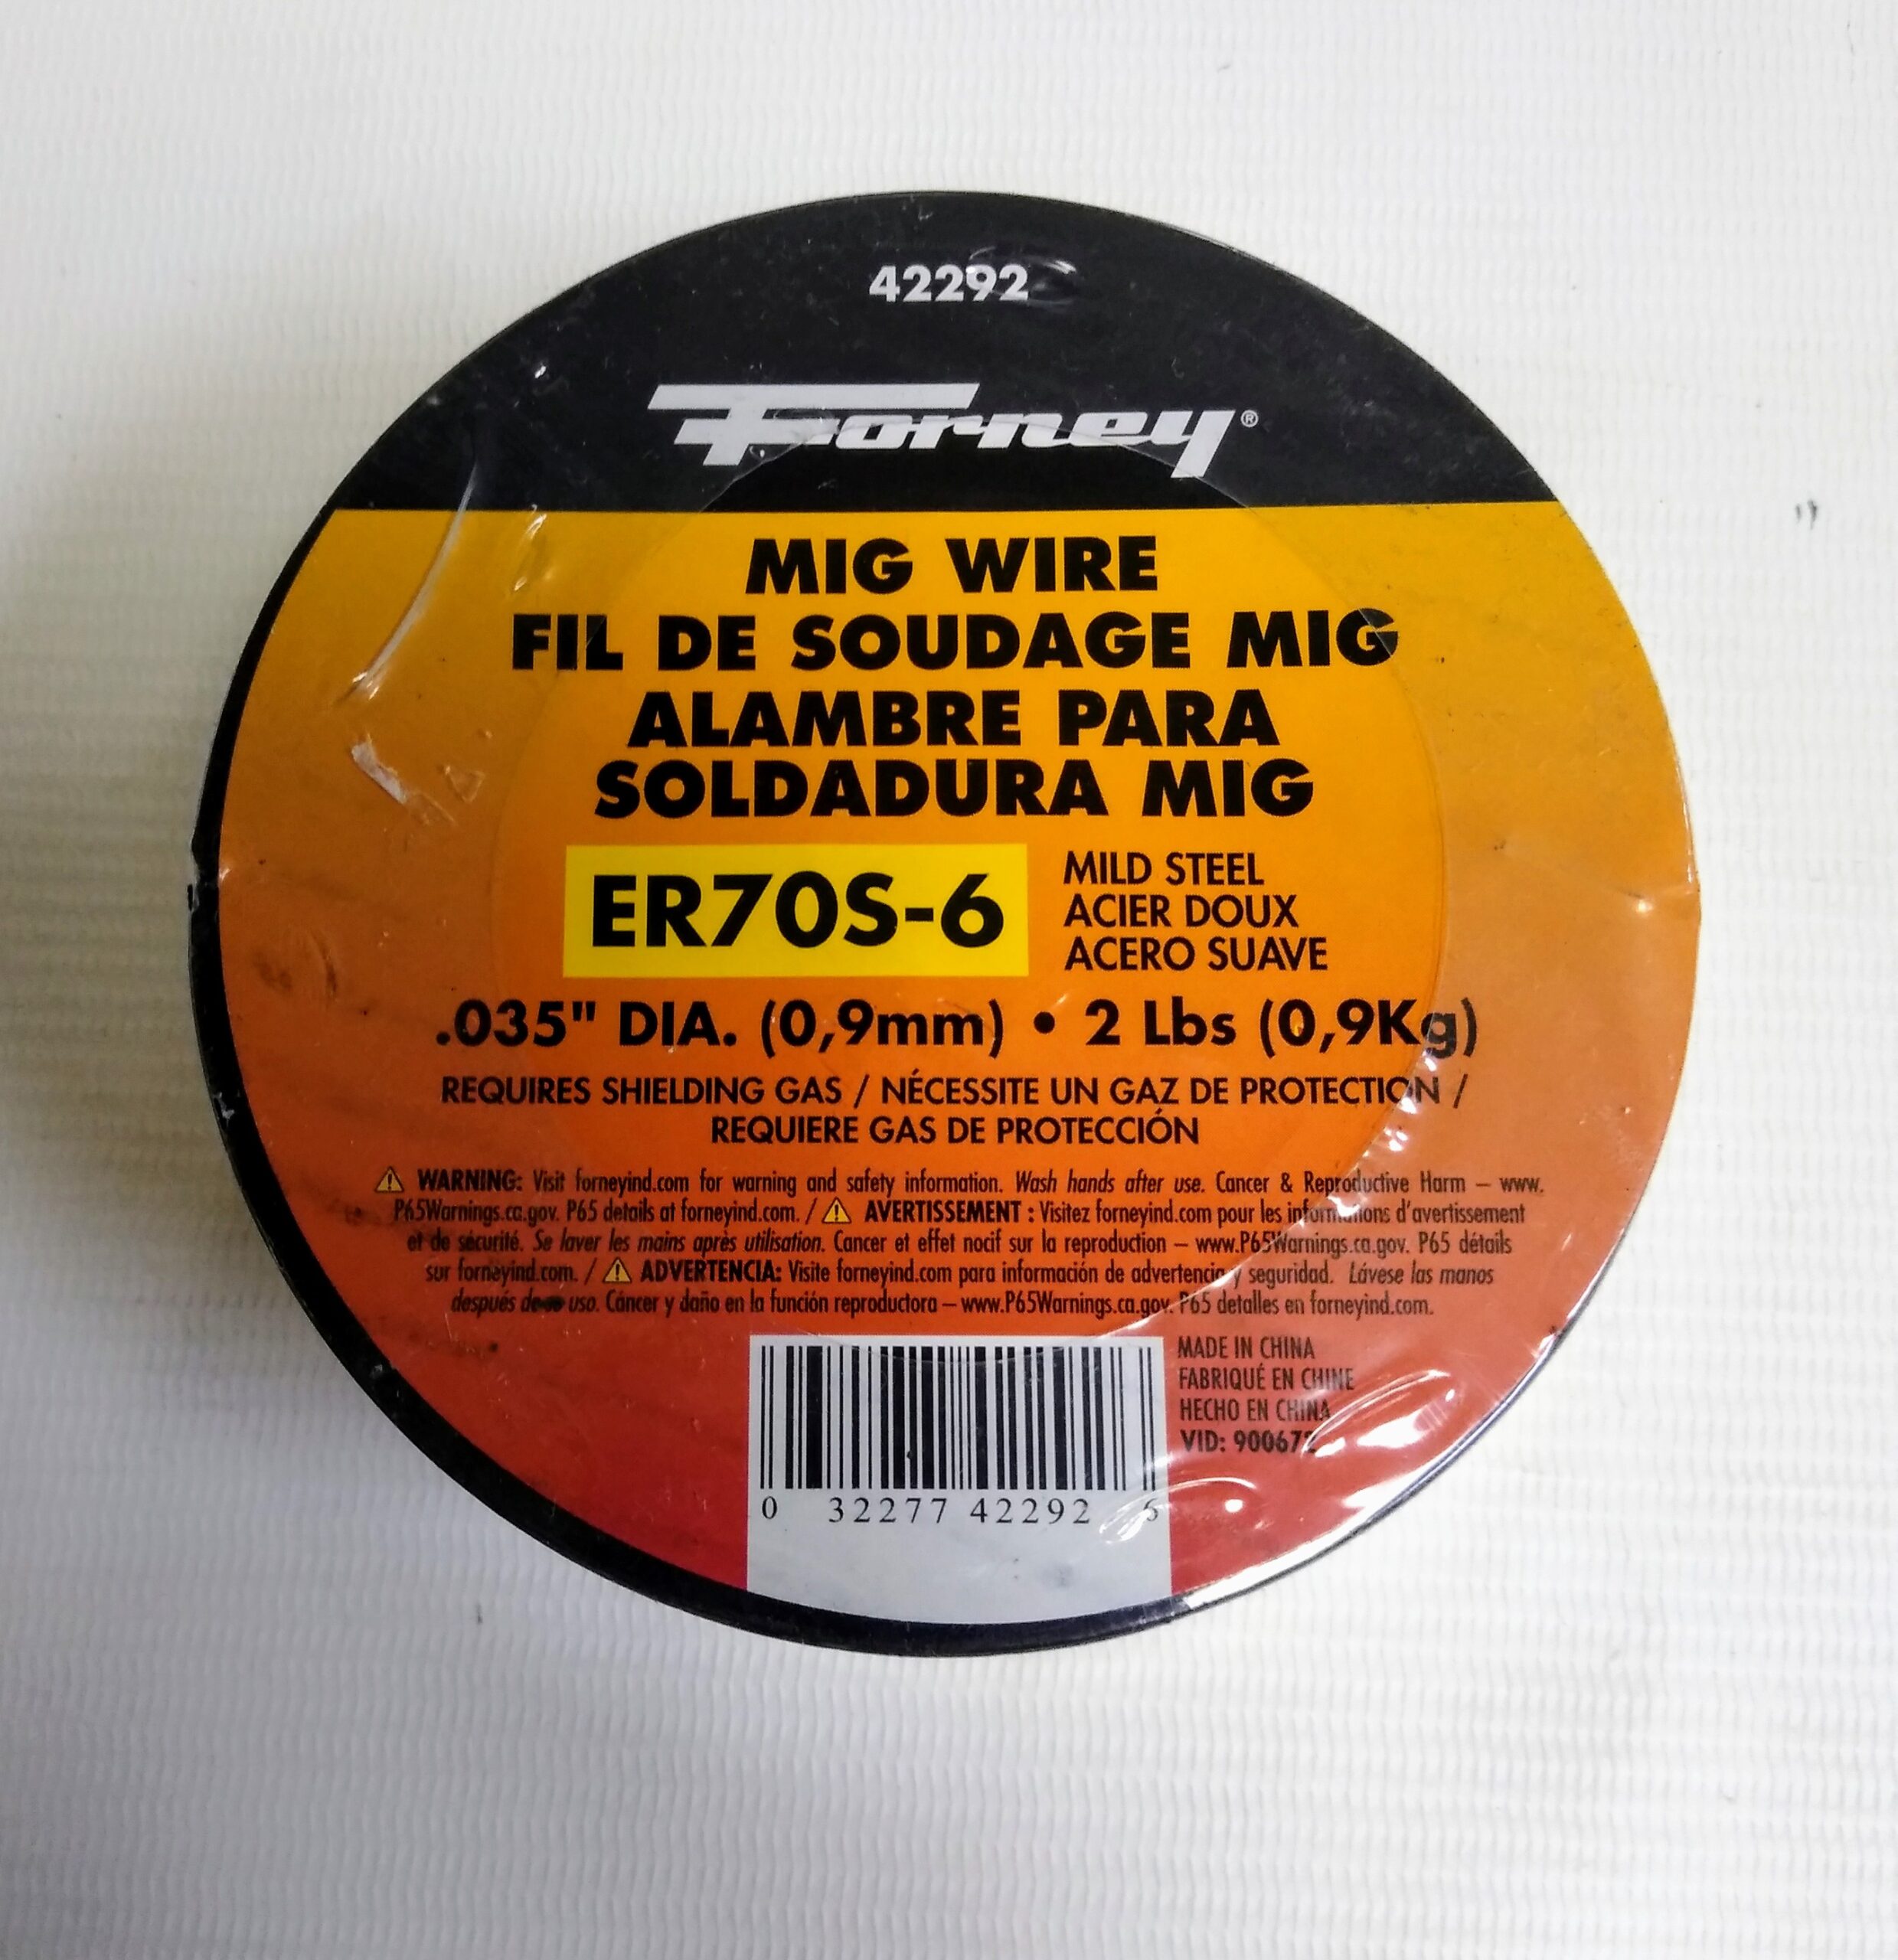 42292
Forney®
MIG WIRE
FIL DE SOUDAGE MIG
ALAMBRE PARA
SOLDADURA MIG
ER70S-6
MILD STEEL
ACIER DOUX
ACERO SUAVE
.035" DIA. (0,9mm) • 2 Lbs (0,9Kg)
REQUIRES SHIELDING GAS / NÉCESSITE UN GAZ DE PROTECTION /
REQUIERE GAS DE PROTECCIÓN
⚠ WARNING: Visit forneyind.com for warning and safety information. Wash hands after use. Cancer & Reproductive Harm – www.
P65Warnings.ca.gov. P65 details at forneyind.com. / ⚠ AVERTISSEMENT : Visitez forneyind.com pour les informations d'avertissement
et de sécurité. Se laver les mains après utilisation. Cancer et effet nocif sur la reproduction – www.P65Warnings.ca.gov. P65 détails
sur forneyind.com. / ⚠ ADVERTENCIA: Visite forneyind.com para información de advertencia y seguridad. Lávese las manos
después de uso. Cáncer y daño en la función reproductora – www.P65Warnings.ca.gov. P65 detalles en forneyind.com.
MADE IN CHINA
FABRIQUÉ EN CHINE
HECHO EN CHINA
VID:
0 32277 42292 6